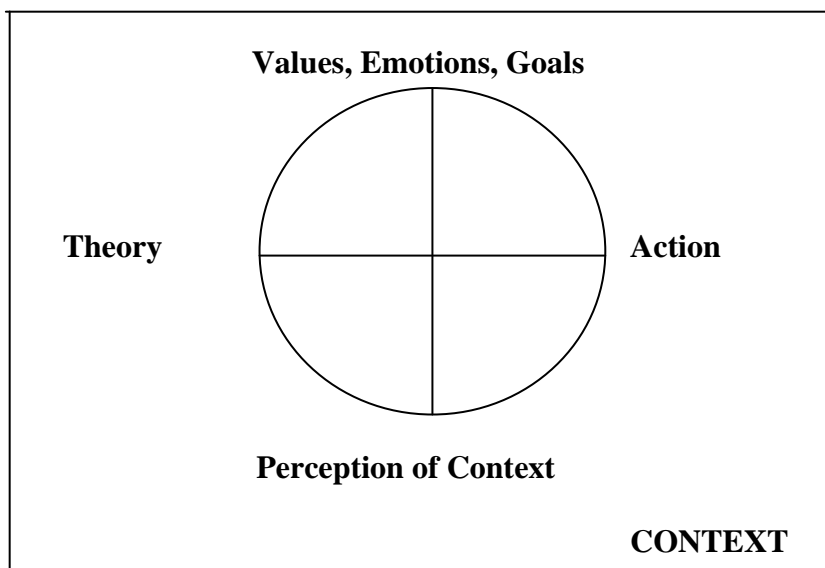 Values, Emotions, Goals
Theory
Action
Perception of Context
CONTEXT